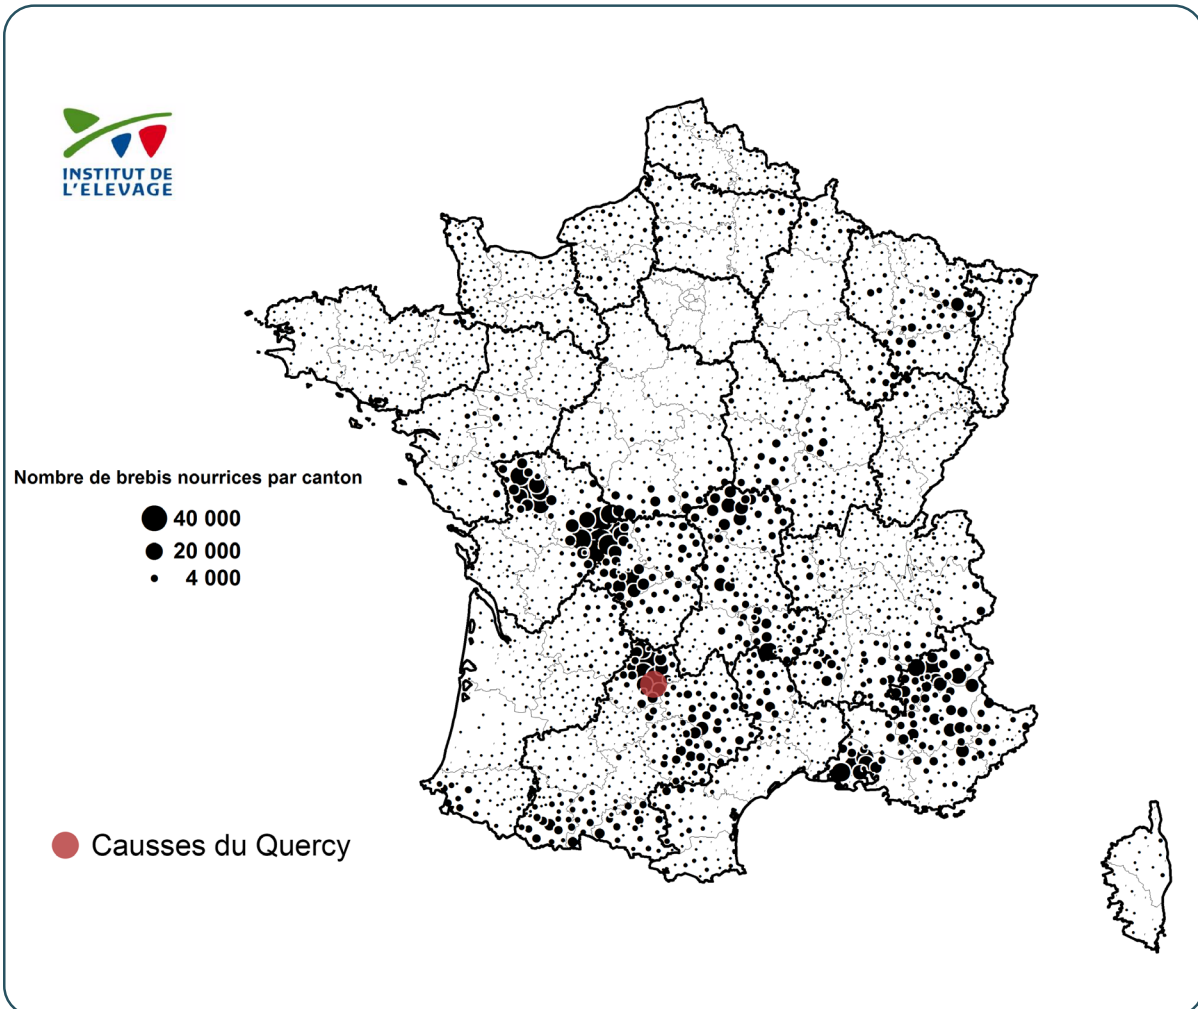 INSTITUT DE
L'ELEVAGE
Nombre de brebis nourrices par canton
40 000
20 000
4 000
Causses du Quercy